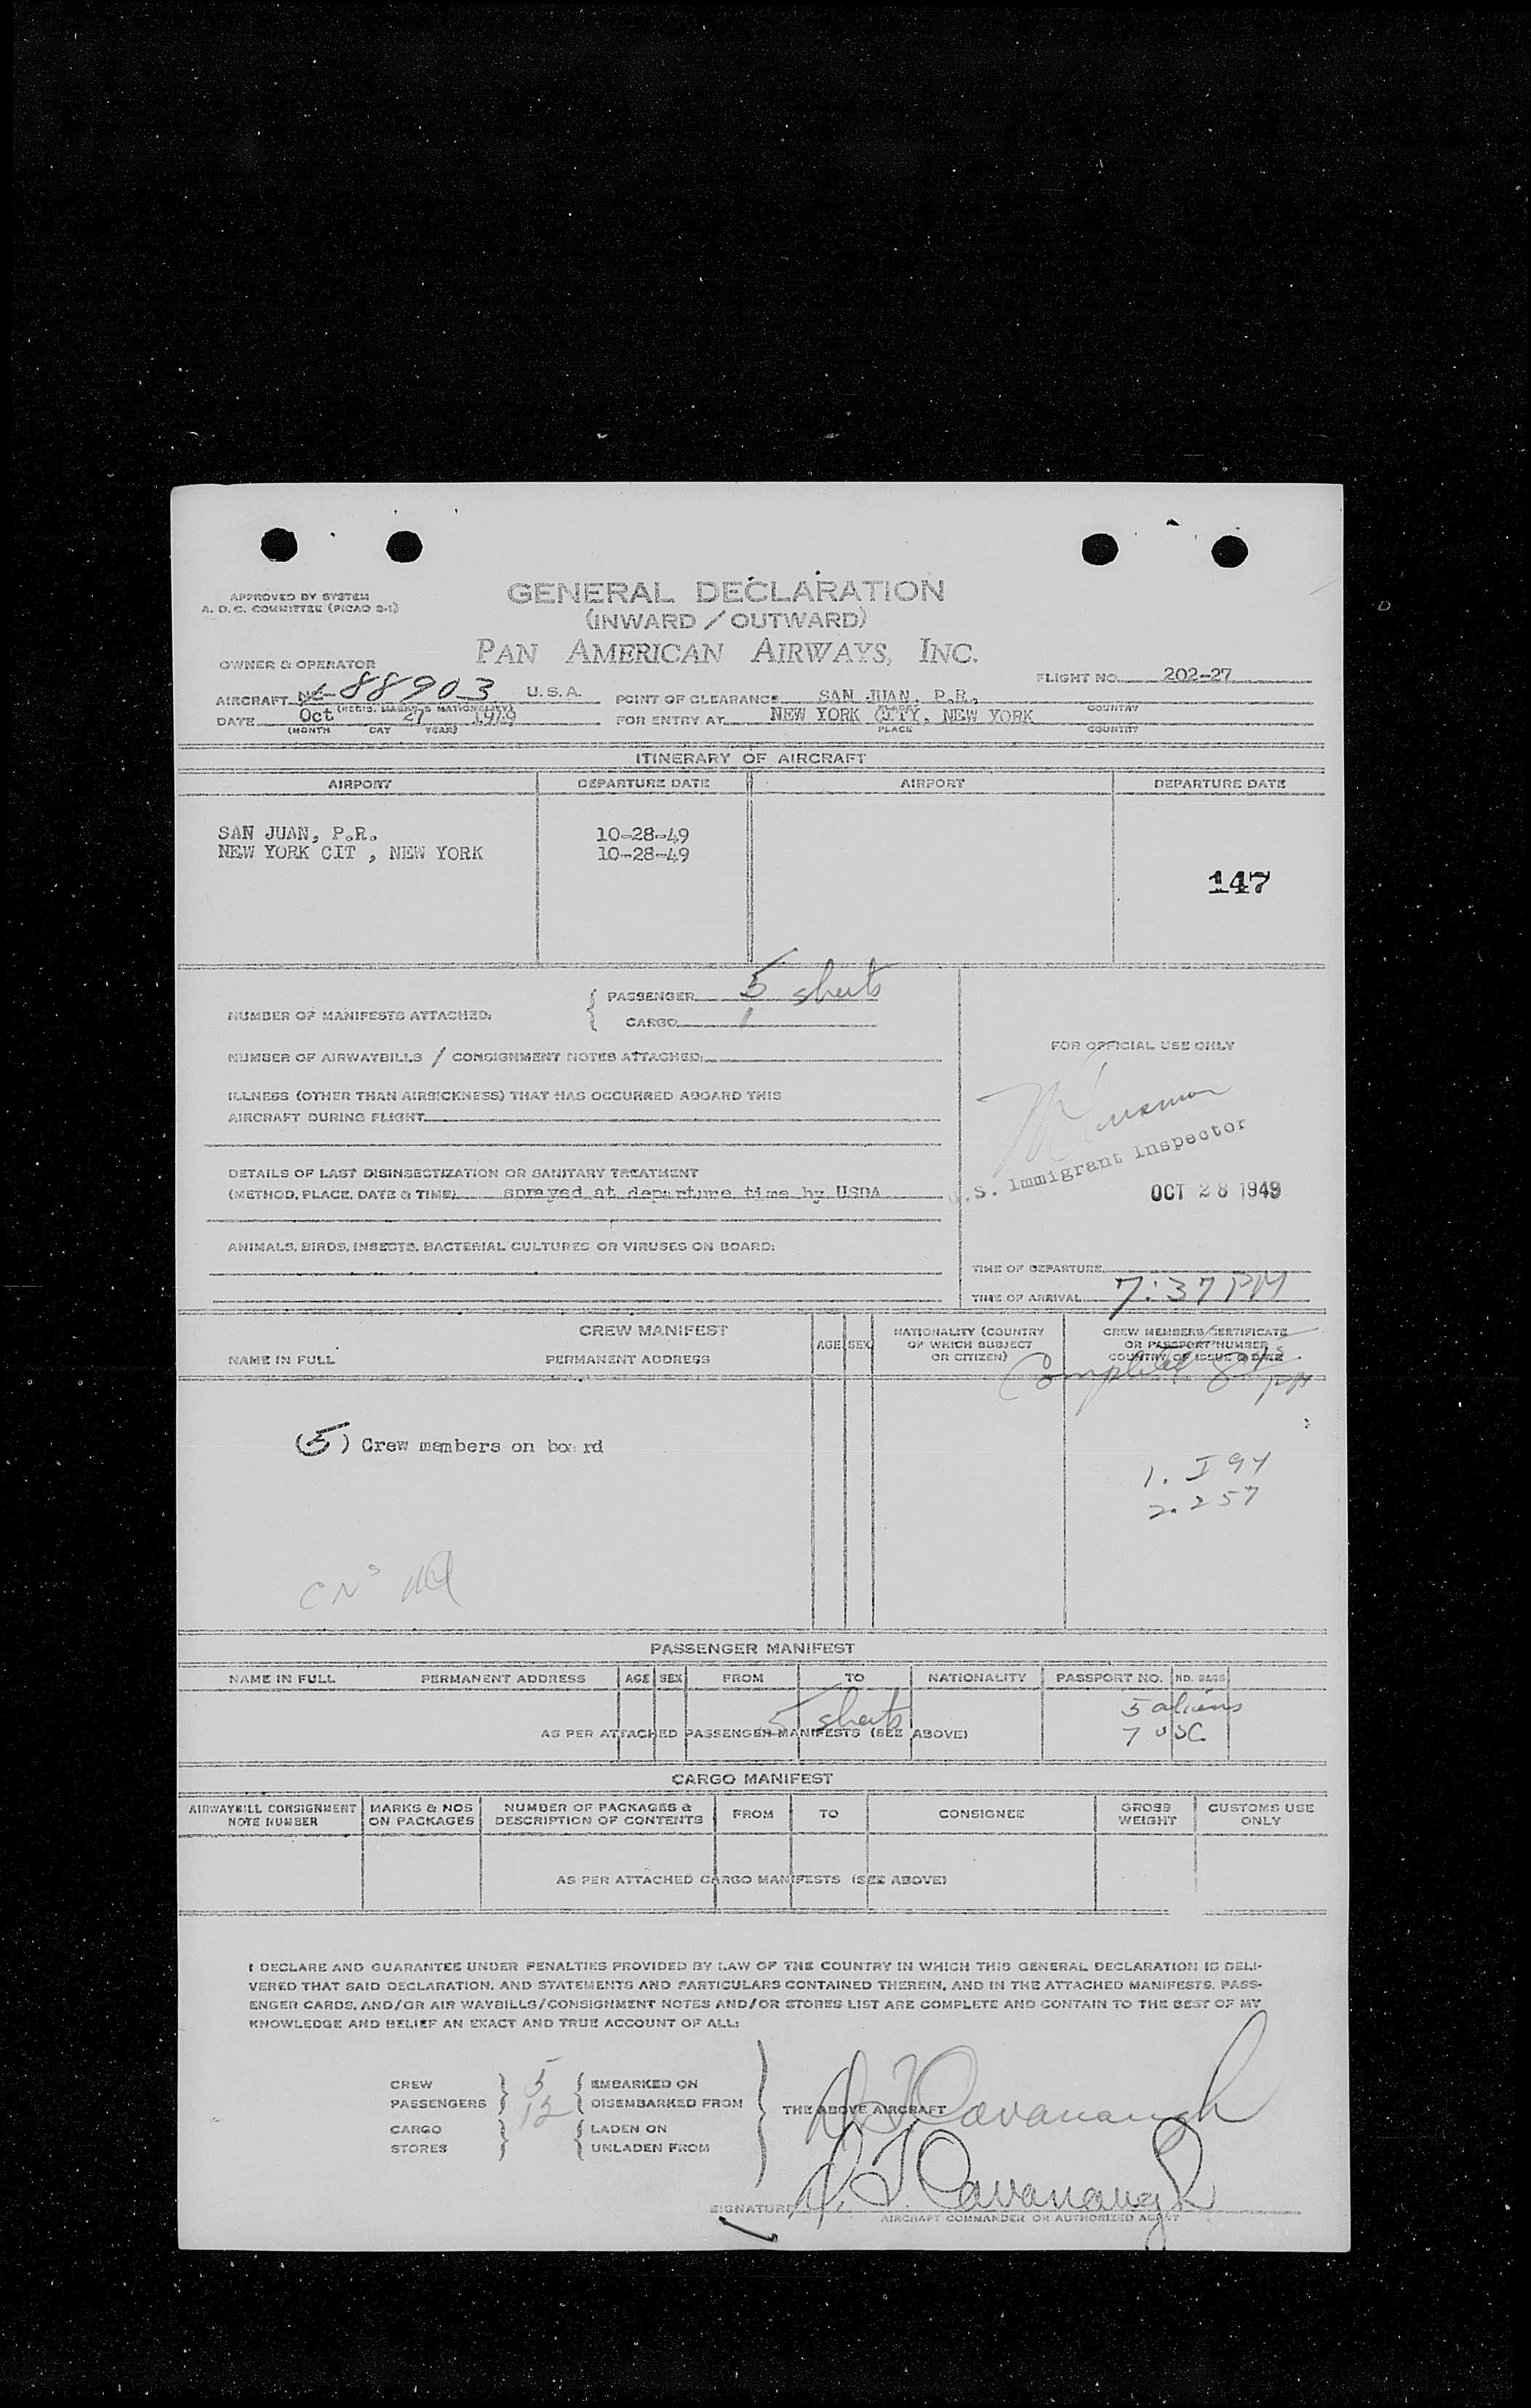 APPROVED BY SYSTEM
A. D. C. COMMITTEE (PICAO 2-1)
GENERAL DECLARATION
(INWARD / OUTWARD)
PAN AMERICAN AIRWAYS, INC.
OWNER & OPERATOR
FLIGHT NO. 202-27
AIRCRAFT 88903 U.S.A. POINT OF CLEARANCE SAN JUAN, P.R.
(REGIS. MARKS & NATIONALITY) PLACE COUNTRY
DATE Oct 27 1949 FOR ENTRY AT NEW YORK CITY, NEW YORK
(MONTH DAY YEAR) PLACE COUNTRY
ITINERARY OF AIRCRAFT
AIRPORT DEPARTURE DATE AIRPORT DEPARTURE DATE
SAN JUAN, P.R. 10-28-49
NEW YORK CIT , NEW YORK 10-28-49
147
NUMBER OF MANIFESTS ATTACHED: { PASSENGER 5 sheets
CARGO 1
NUMBER OF AIRWAYBILLS / CONSIGNMENT NOTES ATTACHED:
FOR OFFICIAL USE ONLY
ILLNESS (OTHER THAN AIRSICKNESS) THAT HAS OCCURRED ABOARD THIS
AIRCRAFT DURING FLIGHT
U.S. Immigrant Inspector
DETAILS OF LAST DISINSECTIZATION OR SANITARY TREATMENT
(METHOD, PLACE, DATE & TIME) sprayed at departure time by USDA
OCT 28 1949
ANIMALS, BIRDS, INSECTS, BACTERIAL CULTURES OR VIRUSES ON BOARD:
TIME OF DEPARTURE
TIME OF ARRIVAL 7:37 PM
CREW MANIFEST
NAME IN FULL PERMANENT ADDRESS AGE SEX NATIONALITY (COUNTRY OF WHICH SUBJECT OR CITIZEN) CREW MEMBERS CERTIFICATE OR PASSPORT NUMBER COUNTRY OF ISSUE & DATE
Completed 8 15 PM
(5) Crew members on board
1. I 94
2. 257
PASSENGER MANIFEST
NAME IN FULL PERMANENT ADDRESS AGE SEX FROM TO NATIONALITY PASSPORT NO. NO. BAGS
5 sheets
5 aliens
AS PER ATTACHED PASSENGER MANIFESTS (SEE ABOVE)
7 USC
CARGO MANIFEST
AIRWAYBILL CONSIGNMENT NOTE NUMBER MARKS & NOS ON PACKAGES NUMBER OF PACKAGES & DESCRIPTION OF CONTENTS FROM TO CONSIGNEE GROSS WEIGHT CUSTOMS USE ONLY
AS PER ATTACHED CARGO MANIFESTS (SEE ABOVE)
I DECLARE AND GUARANTEE UNDER PENALTIES PROVIDED BY LAW OF THE COUNTRY IN WHICH THIS GENERAL DECLARATION IS DELI-
VERED THAT SAID DECLARATION, AND STATEMENTS AND PARTICULARS CONTAINED THEREIN, AND IN THE ATTACHED MANIFESTS, PASS-
ENGER CARDS, AND/OR AIR WAYBILLS/CONSIGNMENT NOTES AND/OR STORES LIST ARE COMPLETE AND CONTAIN TO THE BEST OF MY
KNOWLEDGE AND BELIEF AN EXACT AND TRUE ACCOUNT OF ALL:
CREW 5 EMBARKED ON
PASSENGERS 12 DISEMBARKED FROM THE ABOVE AIRCRAFT
CARGO LADEN ON
STORES UNLADEN FROM
Cavanaugh
SIGNATURE Cavanaugh
AIRCRAFT COMMANDER OR AUTHORIZED AGENT